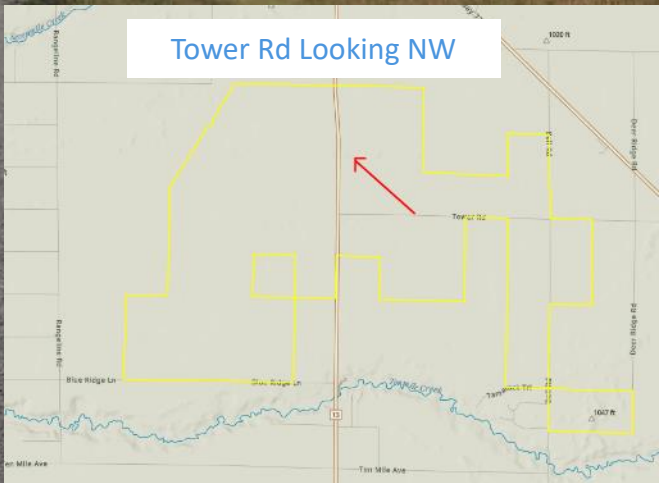 Tower Rd Looking NW
Rangeline Rd
1020 ft
Deer Ridge Rd
Tower Rd
Rangeline Rd
Deer Ridge Rd
Blue Ridge Ln
Blue Ridge Ln
13
1047 ft
Ten Mile Ave
Ten Mile Ave